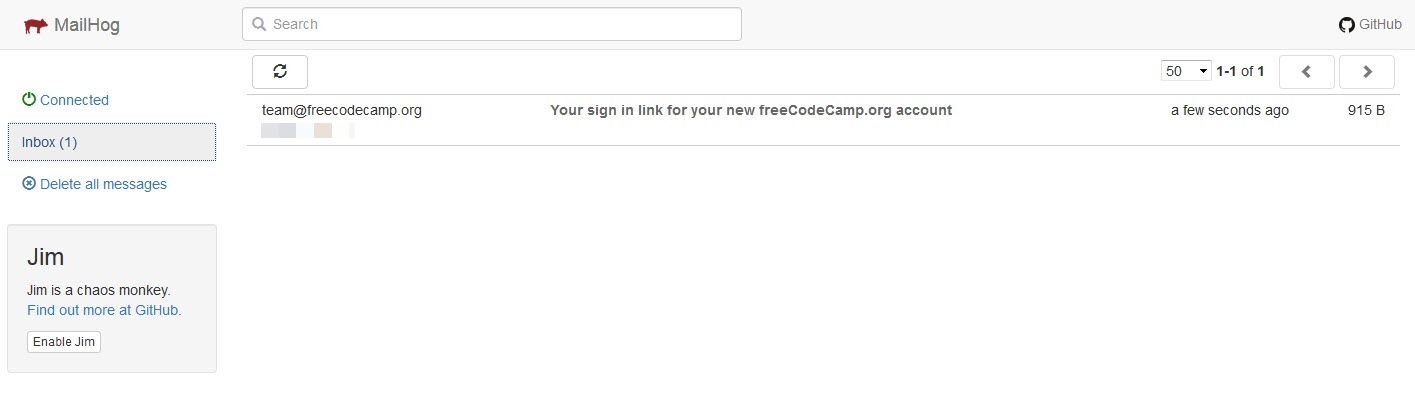 MailHog
Search
GitHub
50 1-1 of 1
Connected
team@freecodecamp.org Your sign in link for your new freeCodeCamp.org account a few seconds ago 915 B
Inbox (1)
Delete all messages
Jim
Jim is a chaos monkey.
Find out more at GitHub.
Enable Jim